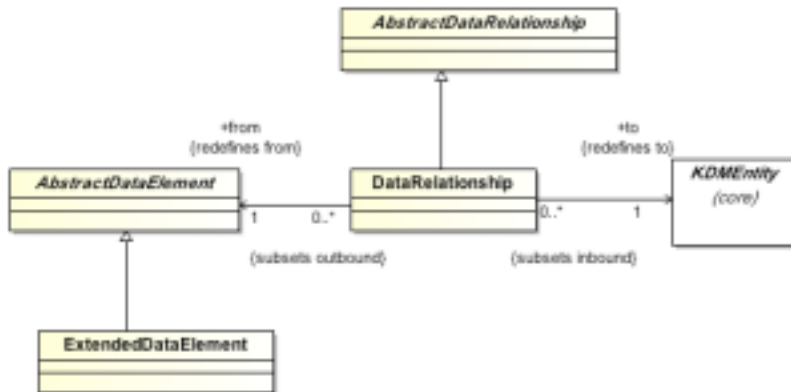 AbstractDataRelationship
+from
{redefines from}
+to
{redefines to}
AbstractDataElement
DataRelationship
KDMEntity
(core)
1
0..*
0..*
1
{subsets outbound}
{subsets inbound}
ExtendedDataElement